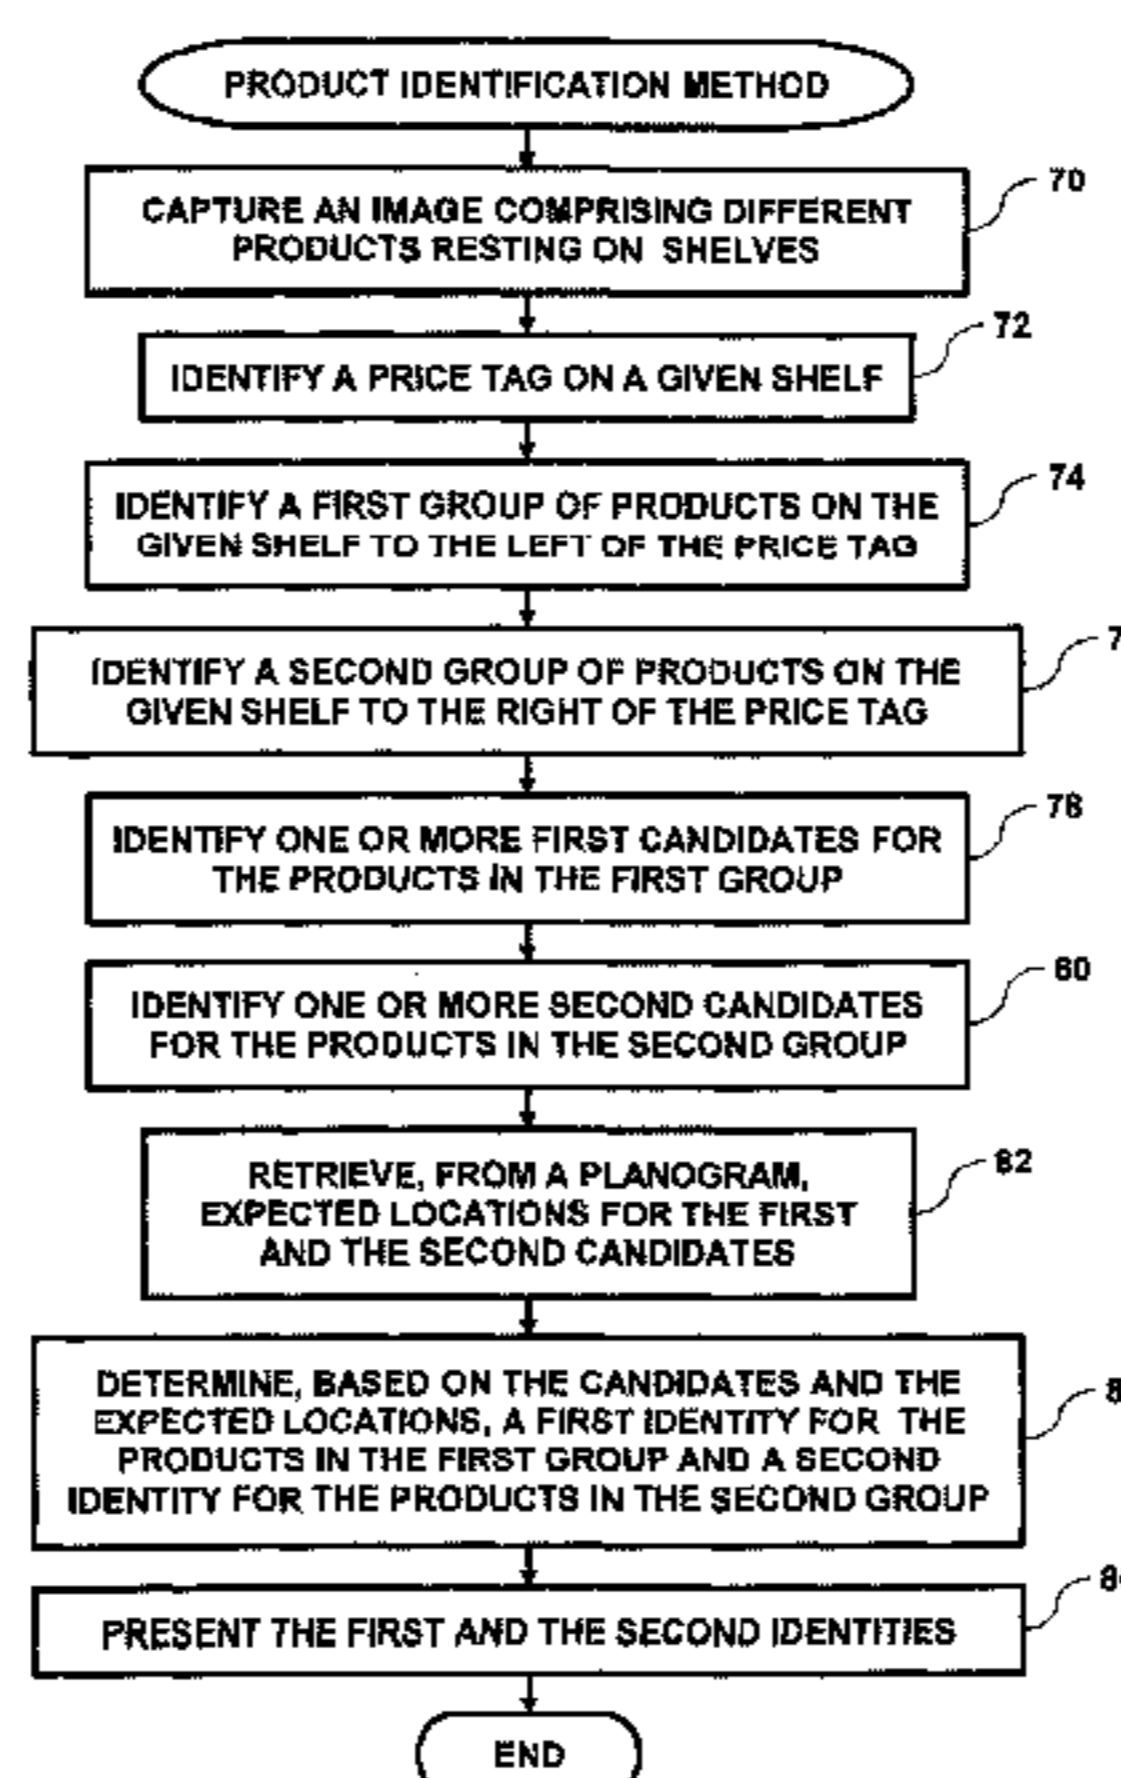 PRODUCT IDENTIFICATION METHOD
70
CAPTURE AN IMAGE COMPRISING DIFFERENT
PRODUCTS RESTING ON SHELVES
72
IDENTIFY A PRICE TAG ON A GIVEN SHELF
74
IDENTIFY A FIRST GROUP OF PRODUCTS ON THE
GIVEN SHELF TO THE LEFT OF THE PRICE TAG
7
IDENTIFY A SECOND GROUP OF PRODUCTS ON THE
GIVEN SHELF TO THE RIGHT OF THE PRICE TAG
78
IDENTIFY ONE OR MORE FIRST CANDIDATES FOR
THE PRODUCTS IN THE FIRST GROUP
80
IDENTIFY ONE OR MORE SECOND CANDIDATES
FOR THE PRODUCTS IN THE SECOND GROUP
82
RETRIEVE, FROM A PLANOGRAM,
EXPECTED LOCATIONS FOR THE FIRST
AND THE SECOND CANDIDATES
8
DETERMINE, BASED ON THE CANDIDATES AND THE
EXPECTED LOCATIONS, A FIRST IDENTITY FOR THE
PRODUCTS IN THE FIRST GROUP AND A SECOND
IDENTITY FOR THE PRODUCTS IN THE SECOND GROUP
8
PRESENT THE FIRST AND THE SECOND IDENTITIES
END